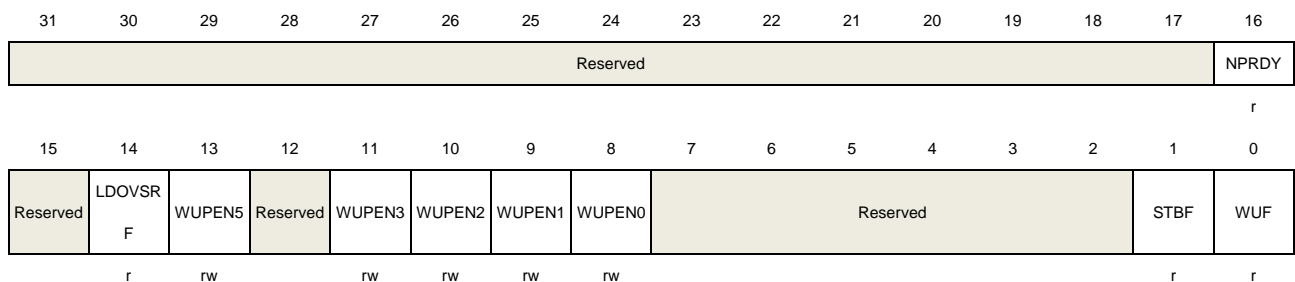 31 30 29 28 27 26 25 24 23 22 21 20 19 18 17 16
Reserved NPRDY
r
15 14 13 12 11 10 9 8 7 6 5 4 3 2 1 0
Reserved LDOVSR
F WUPEN5 Reserved WUPEN3 WUPEN2 WUPEN1 WUPEN0 Reserved STBF WUF
r rw rw rw rw rw r r